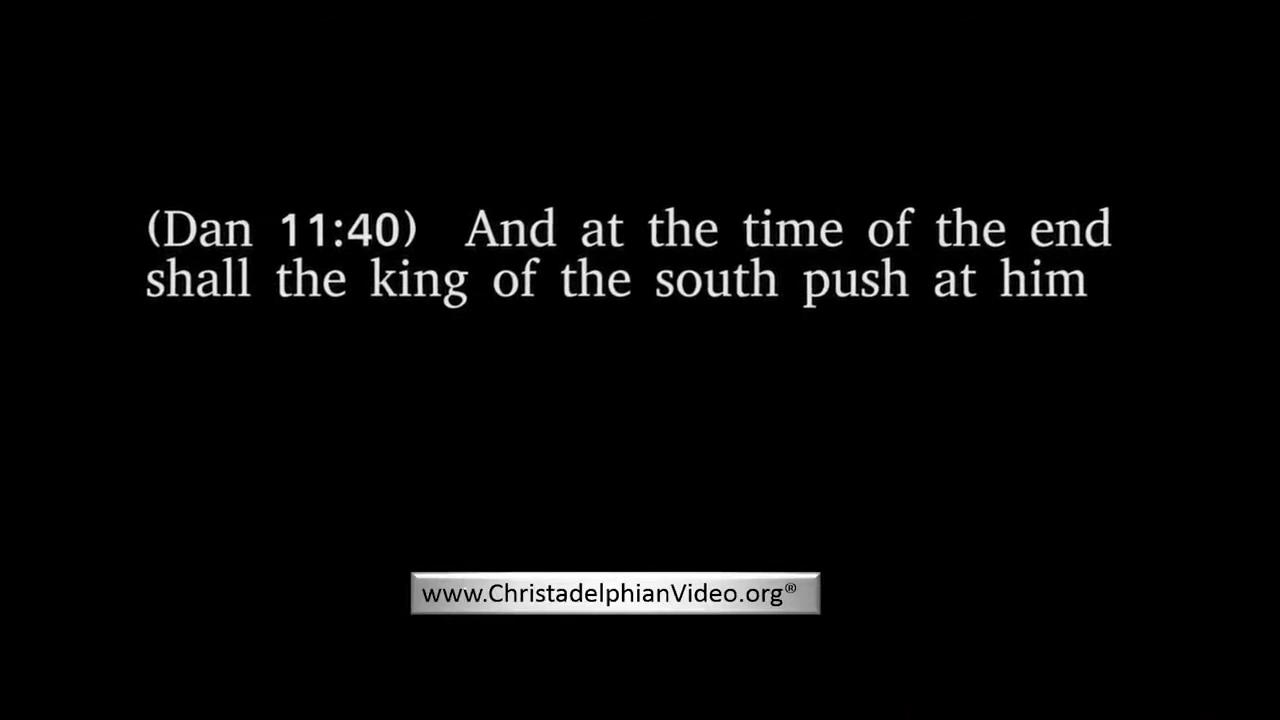 (Dan 11:40) And at the time of the end
shall the king of the south push at him
www.ChristadelphianVideo.org®